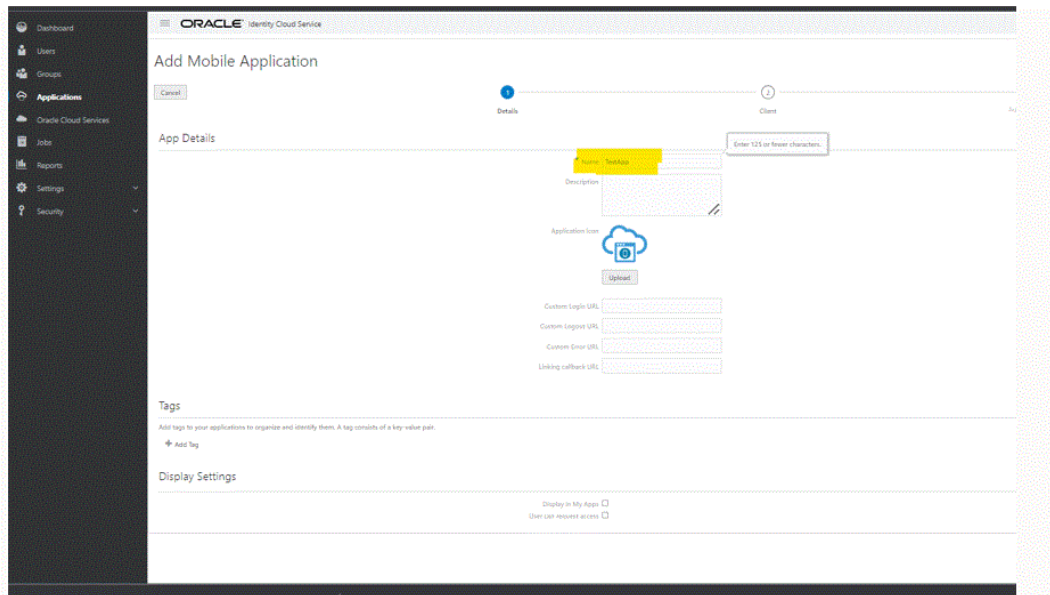 Dashboard
Users
Groups
Applications
Oracle Cloud Services
Jobs
Reports
Settings
Security
ORACLE Identity Cloud Service
Add Mobile Application
Cancel
1
2
Details
Client
App Details
Enter 125 or fewer characters.
* Name TestApp
Description
Application Icon
Upload
Custom Login URL
Custom Logout URL
Custom Error URL
Linking callback URL
Tags
Add tags to your applications to organize and identify them. A tag consists of a key-value pair.
Add Tag
Display Settings
Display in My Apps
User can request access